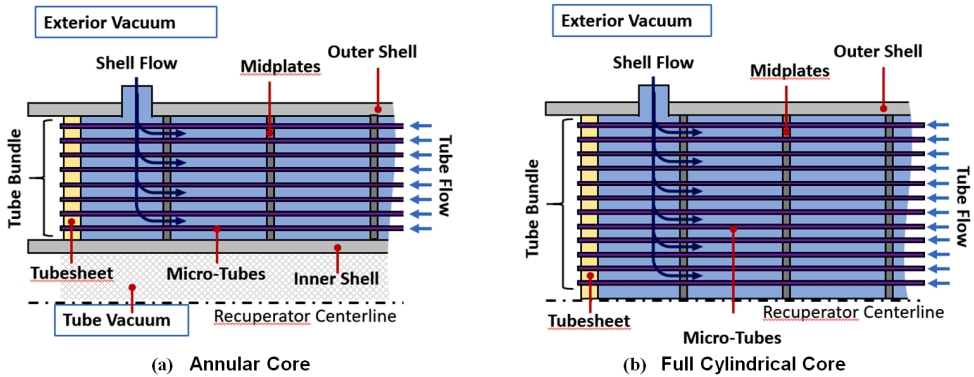 Exterior Vacuum
Shell Flow
Midplates
Outer Shell
Tube Bundle
Tube Flow
Tubesheet
Micro-Tubes
Inner Shell
Tube Vacuum
Recuperator Centerline
(a) Annular Core
Exterior Vacuum
Shell Flow
Midplates
Outer Shell
Tube Bundle
Tube Flow
Tubesheet
Recuperator Centerline
Micro-Tubes
(b) Full Cylindrical Core